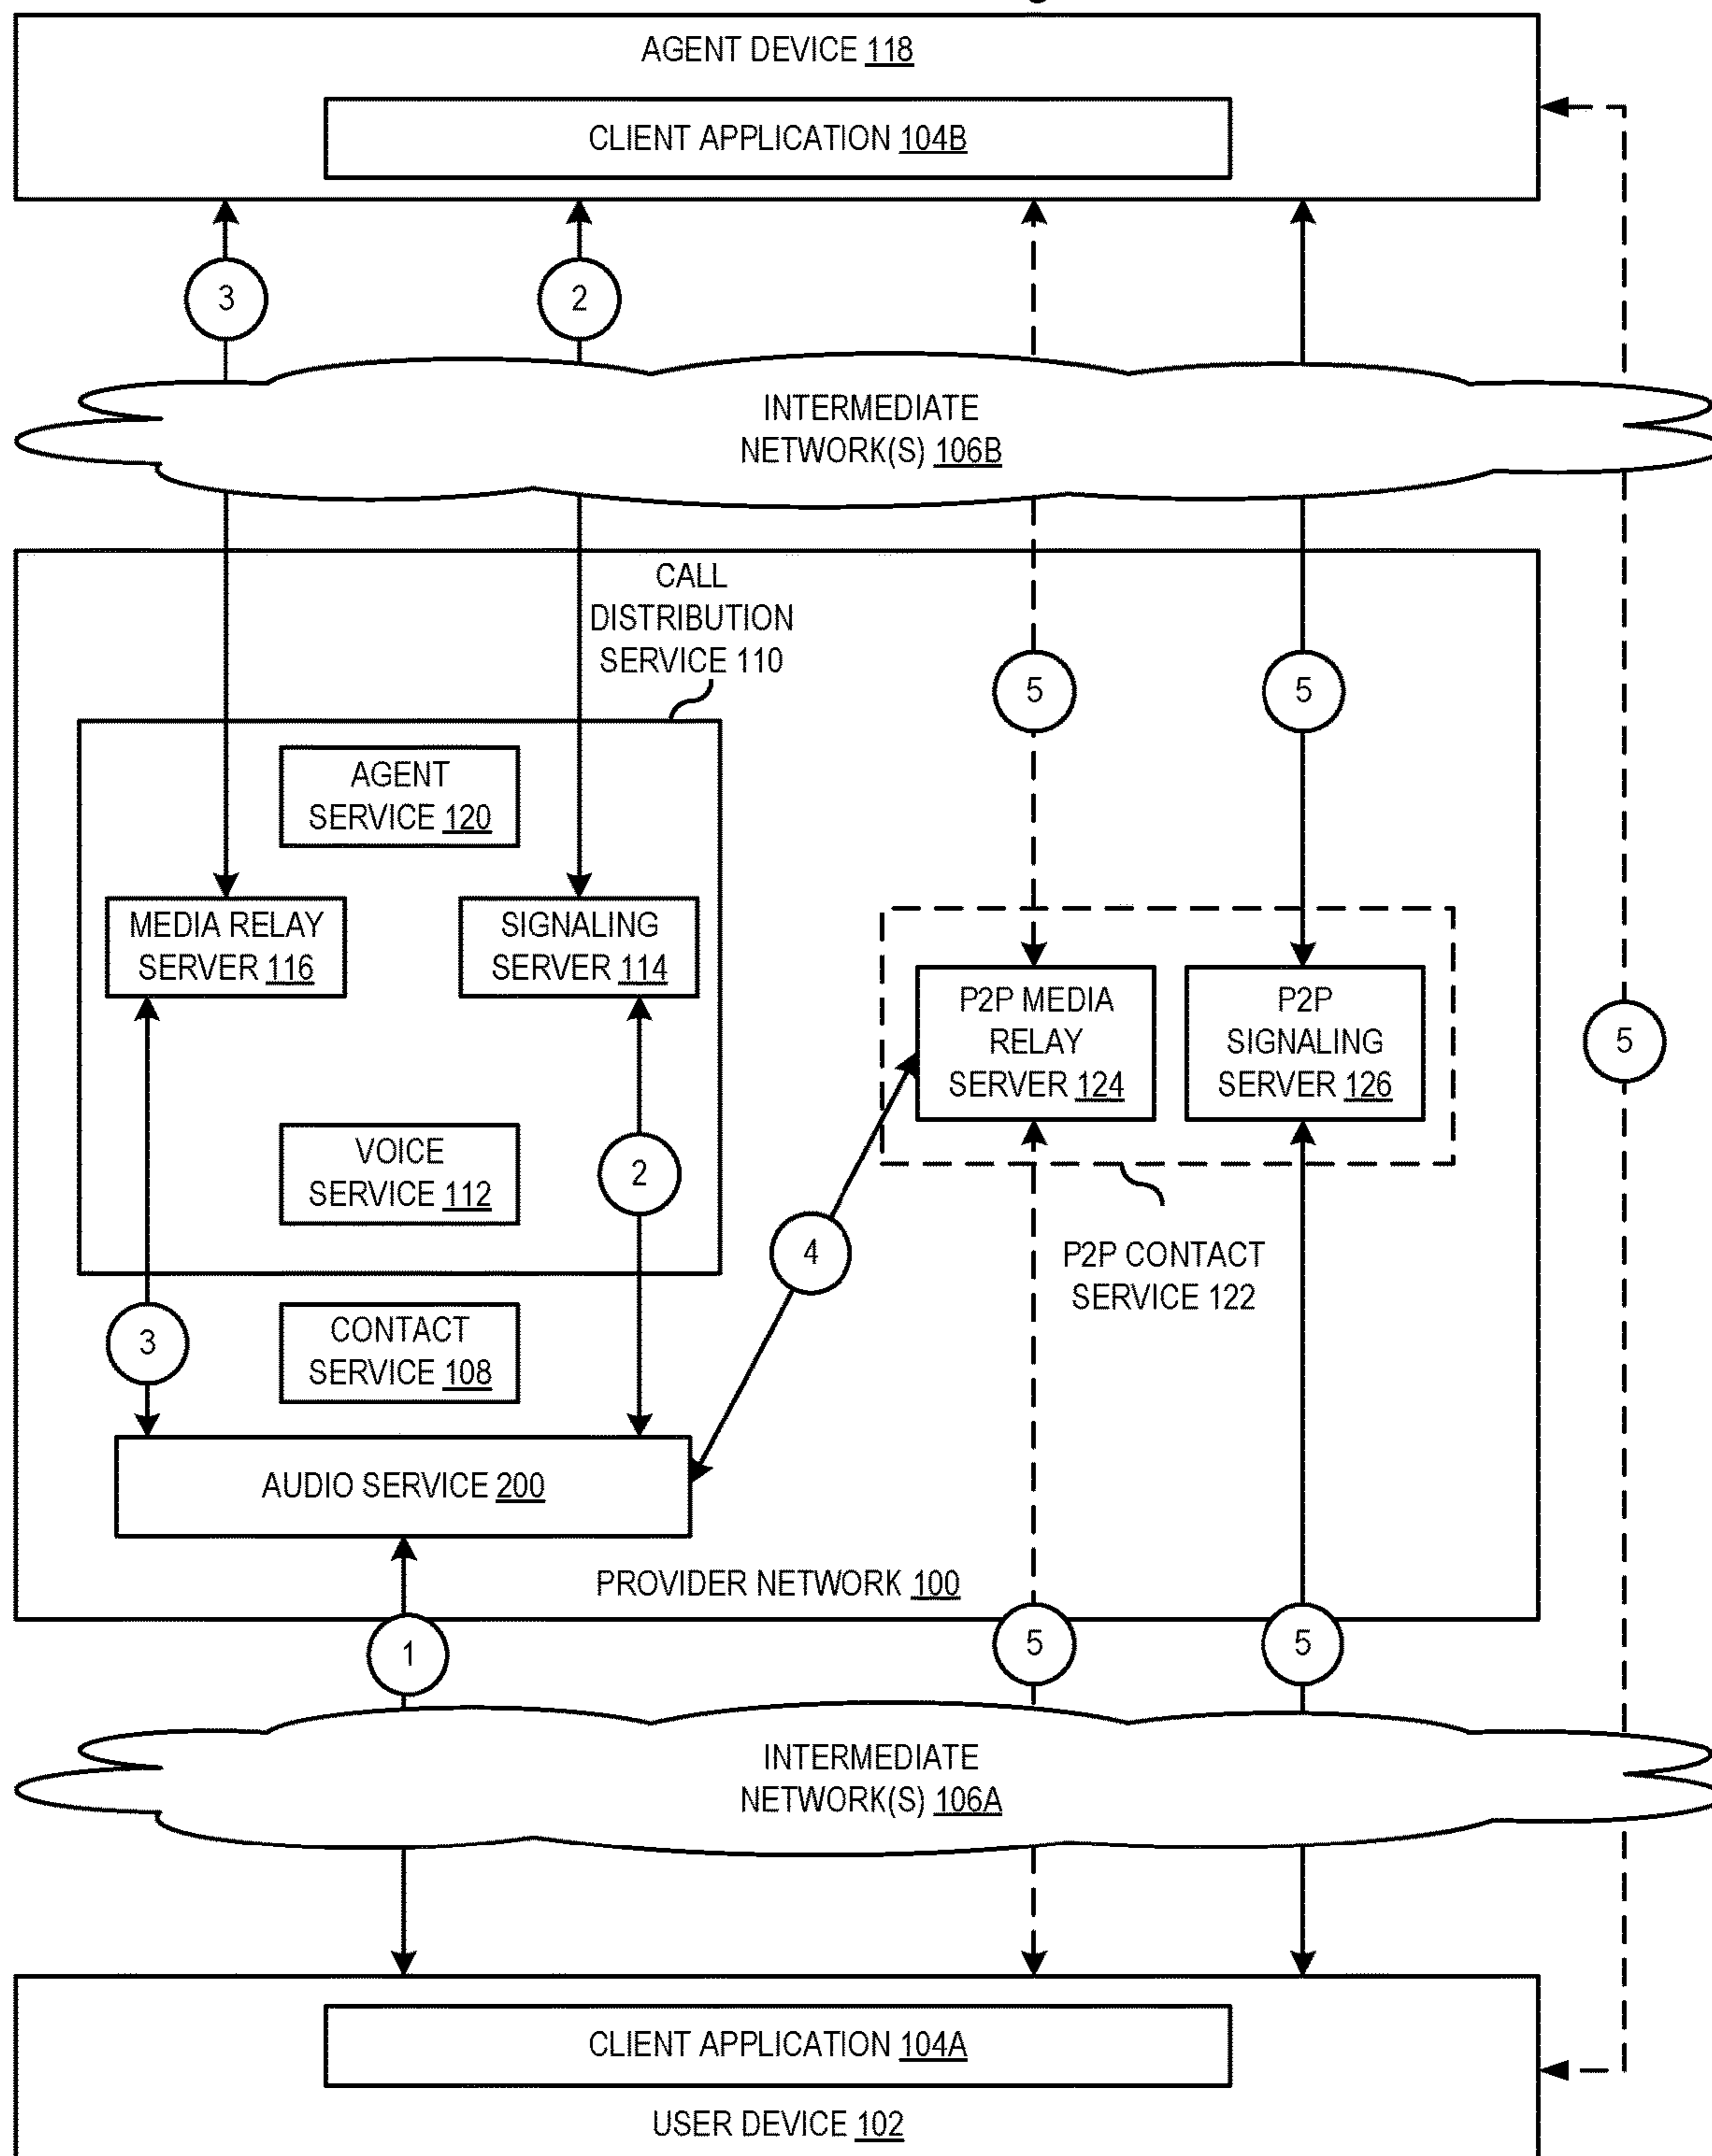 AGENT DEVICE 118
CLIENT APPLICATION 104B
3
2
INTERMEDIATE
NETWORK(S) 106B
CALL
DISTRIBUTION
SERVICE 110
5
5
AGENT
SERVICE 120
MEDIA RELAY
SERVER 116
SIGNALING
SERVER 114
P2P MEDIA
RELAY
SERVER 124
P2P
SIGNALING
SERVER 126
5
VOICE
SERVICE 112
2
4
P2P CONTACT
SERVICE 122
3
CONTACT
SERVICE 108
AUDIO SERVICE 200
PROVIDER NETWORK 100
1
5
5
INTERMEDIATE
NETWORK(S) 106A
CLIENT APPLICATION 104A
USER DEVICE 102